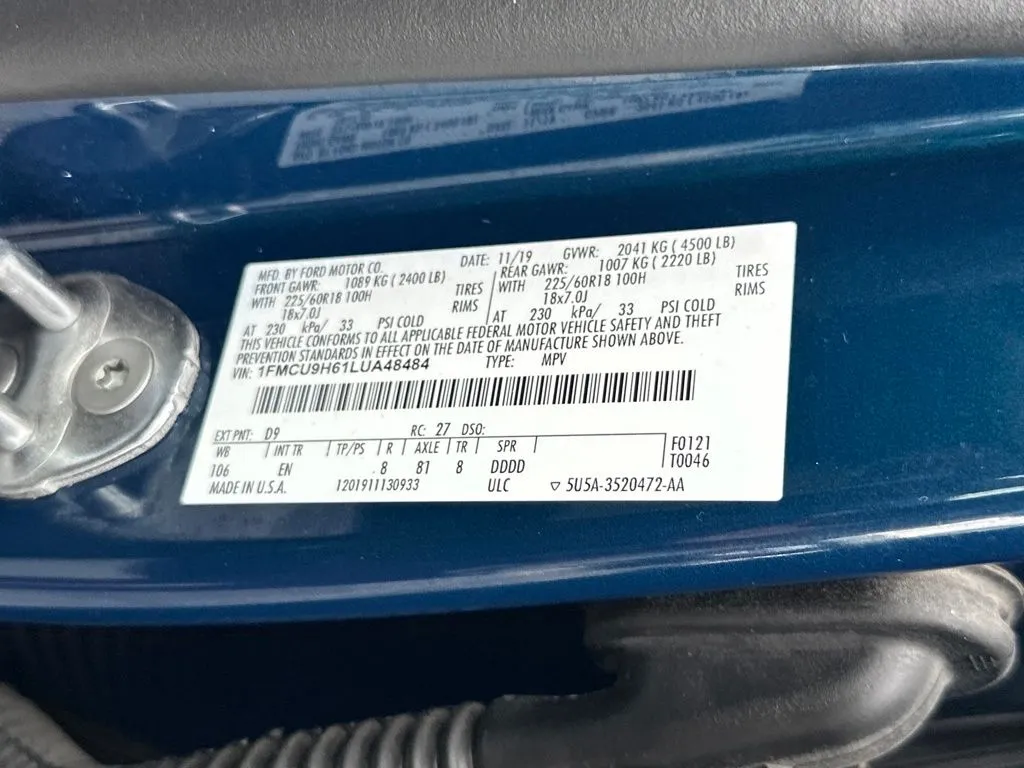 MFD. BY FORD MOTOR CO. DATE: 11/19 GVWR: 2041 KG ( 4500 LB)
FRONT GAWR: 1089 KG ( 2400 LB) REAR GAWR: 1007 KG ( 2220 LB)
WITH 225/60R18 100H TIRES WITH 225/60R18 100H TIRES
18x7.0J RIMS 18x7.0J RIMS
AT 230 kPa/ 33 PSI COLD AT 230 kPa/ 33 PSI COLD
THIS VEHICLE CONFORMS TO ALL APPLICABLE FEDERAL MOTOR VEHICLE SAFETY AND THEFT
PREVENTION STANDARDS IN EFFECT ON THE DATE OF MANUFACTURE SHOWN ABOVE.
VIN: 1FMCU9H61LUA48484 TYPE: MPV
EXT PNT: D9 RC: 27 DSO:
WB INT TR TP/PS R AXLE TR SPR F0121
106 EN 8 81 8 DDDD T0046
MADE IN U.S.A. 1201911130933 ULC 5U5A-3520472-AA